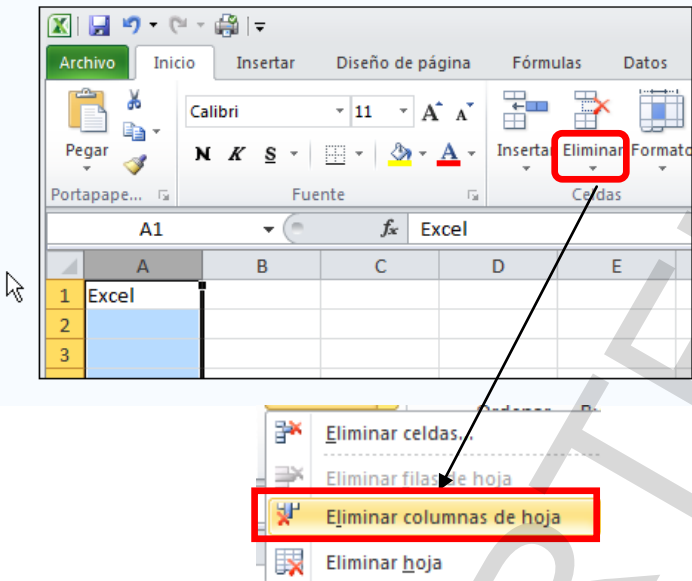 Archivo Inicio Insertar Diseño de página Fórmulas Datos
Calibri 11 A A
Pegar N K S A Insertar Eliminar Formato
Portapape... Fuente Celdas
A1 fx Excel
A B C D E
1 Excel
2
3
Ordenar
Eliminar celdas...
Eliminar filas de hoja
Eliminar columnas de hoja
Eliminar hoja